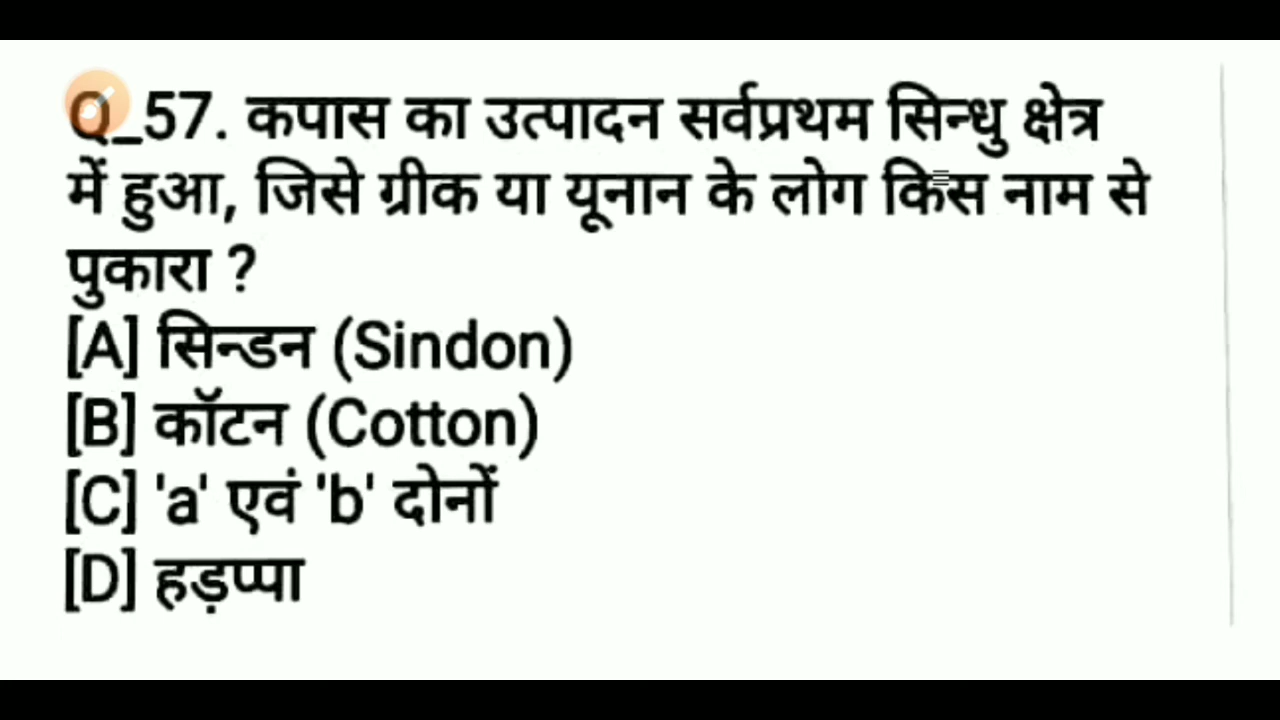 Q_57. कपास का उत्पादन सर्वप्रथम सिन्धु क्षेत्र
में हुआ, जिसे ग्रीक या यूनान के लोग किस नाम से
पुकारा ?
[A] सिन्डन (Sindon)
[B] कॉटन (Cotton)
[C] 'a' एवं 'b' दोनों
[D] हड़प्पा